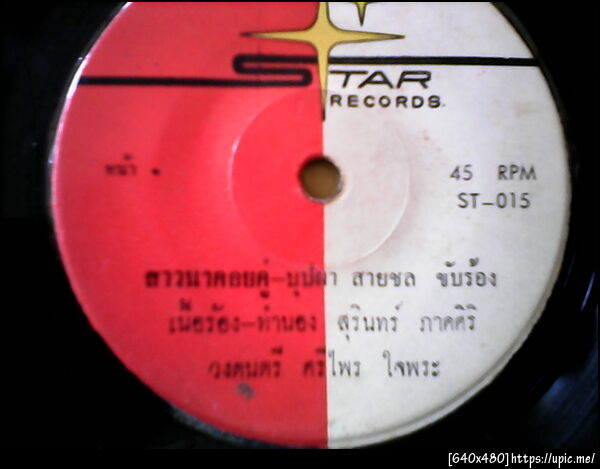 STAR
RECORDS
หน้า ๑
45 RPM
ST-015
สาวนาคอยคู่-บุปผา สายชล ขับร้อง
เนื้อร้อง-ทำนอง สุรินทร์ ภาคศิริ
วงดนตรี ศรีไพร ใจพระ
[640x480]https://upic.me/